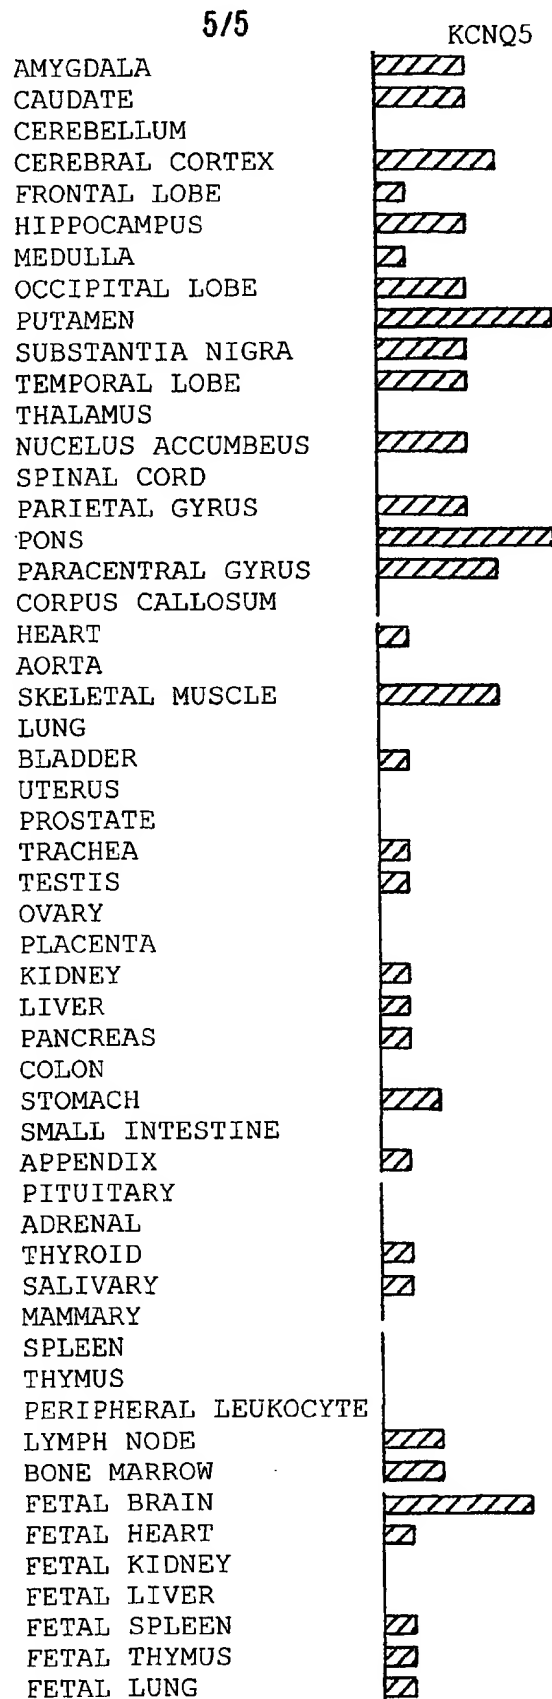 5/5
KCNQ5
AMYGDALA
CAUDATE
CEREBELLUM
CEREBRAL CORTEX
FRONTAL LOBE
HIPPOCAMPUS
MEDULLA
OCCIPITAL LOBE
PUTAMEN
SUBSTANTIA NIGRA
TEMPORAL LOBE
THALAMUS
NUCELUS ACCUMBEUS
SPINAL CORD
PARIETAL GYRUS
PONS
PARACENTRAL GYRUS
CORPUS CALLOSUM
HEART
AORTA
SKELETAL MUSCLE
LUNG
BLADDER
UTERUS
PROSTATE
TRACHEA
TESTIS
OVARY
PLACENTA
KIDNEY
LIVER
PANCREAS
COLON
STOMACH
SMALL INTESTINE
APPENDIX
PITUITARY
ADRENAL
THYROID
SALIVARY
MAMMARY
SPLEEN
THYMUS
PERIPHERAL LEUKOCYTE
LYMPH NODE
BONE MARROW
FETAL BRAIN
FETAL HEART
FETAL KIDNEY
FETAL LIVER
FETAL SPLEEN
FETAL THYMUS
FETAL LUNG